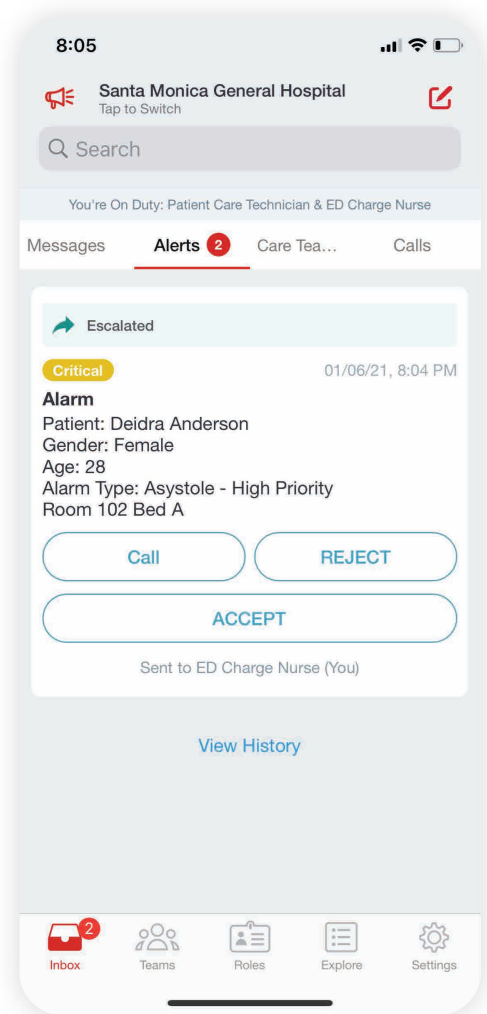 8:05
Santa Monica General Hospital
Tap to Switch
Search
You're On Duty: Patient Care Technician & ED Charge Nurse
Messages Alerts 2 Care Tea... Calls
Escalated
Critical 01/06/21, 8:04 PM
Alarm
Patient: Deidra Anderson
Gender: Female
Age: 28
Alarm Type: Asystole - High Priority
Room 102 Bed A
Call REJECT
ACCEPT
Sent to ED Charge Nurse (You)
View History
2
Inbox Teams Roles Explore Settings